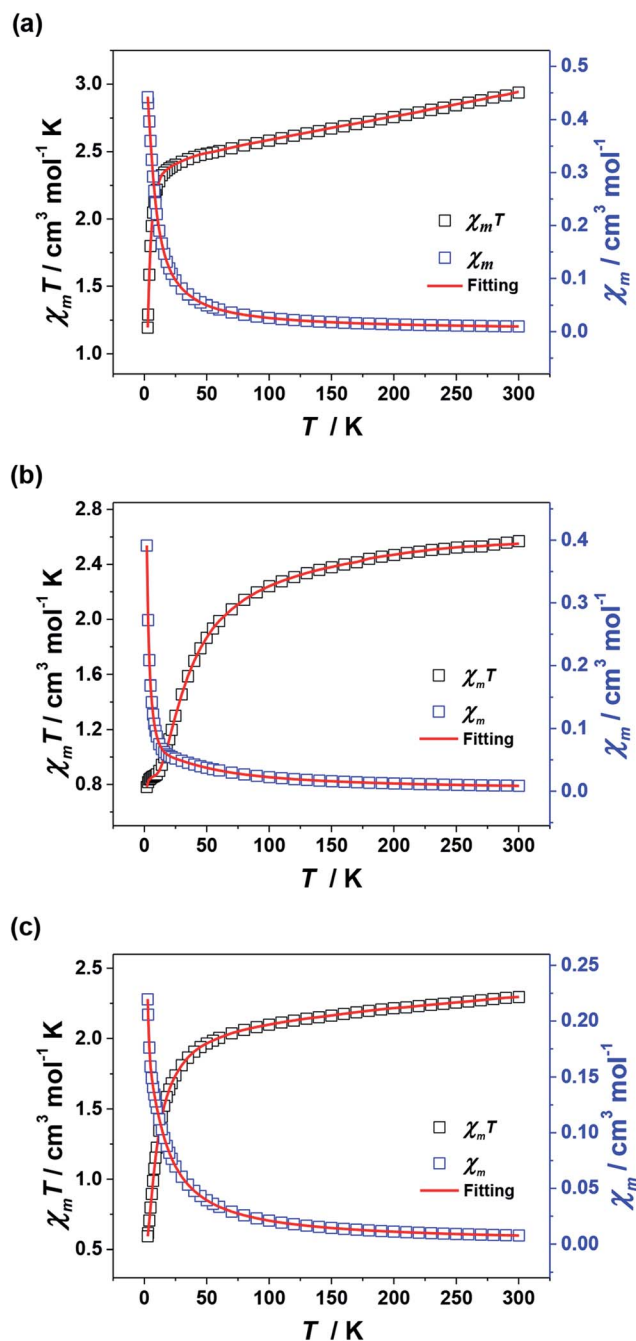 (a)
3.0
2.5
2.0
1.5
1.0
χm T / cm3 mol-1 K
0.5
0.4
0.3
0.2
0.1
0.0
χm / cm3 mol-1
χm T
χm
Fitting
0 50 100 150 200 250 300
T / K
(b)
2.8
2.4
2.0
1.6
1.2
0.8
χm T / cm3 mol-1 K
0.4
0.3
0.2
0.1
0.0
χm / cm3 mol-1
χm T
χm
Fitting
0 50 100 150 200 250 300
T / K
(c)
2.5
2.0
1.5
1.0
0.5
χm T / cm3 mol-1 K
0.25
0.20
0.15
0.10
0.05
0.00
χm / cm3 mol-1
χm T
χm
Fitting
0 50 100 150 200 250 300
T / K